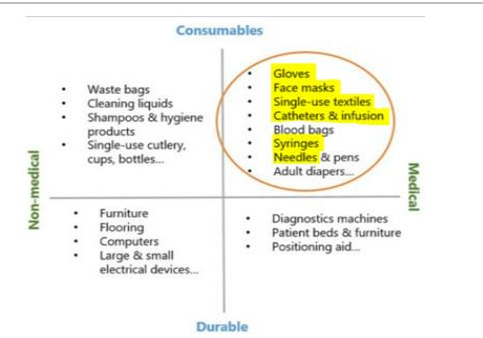 Consumables
• Waste bags
• Cleaning liquids
• Shampoos & hygiene
products
• Single-use cutlery,
cups, bottles...
• Gloves
• Face masks
• Single-use textiles
• Catheters & infusion
• Blood bags
• Syringes
• Needles & pens
• Adult diapers...
Non-medical
Medical
• Furniture
• Flooring
• Computers
• Large & small
electrical devices...
• Diagnostics machines
• Patient beds & furniture
• Positioning aid...
Durable